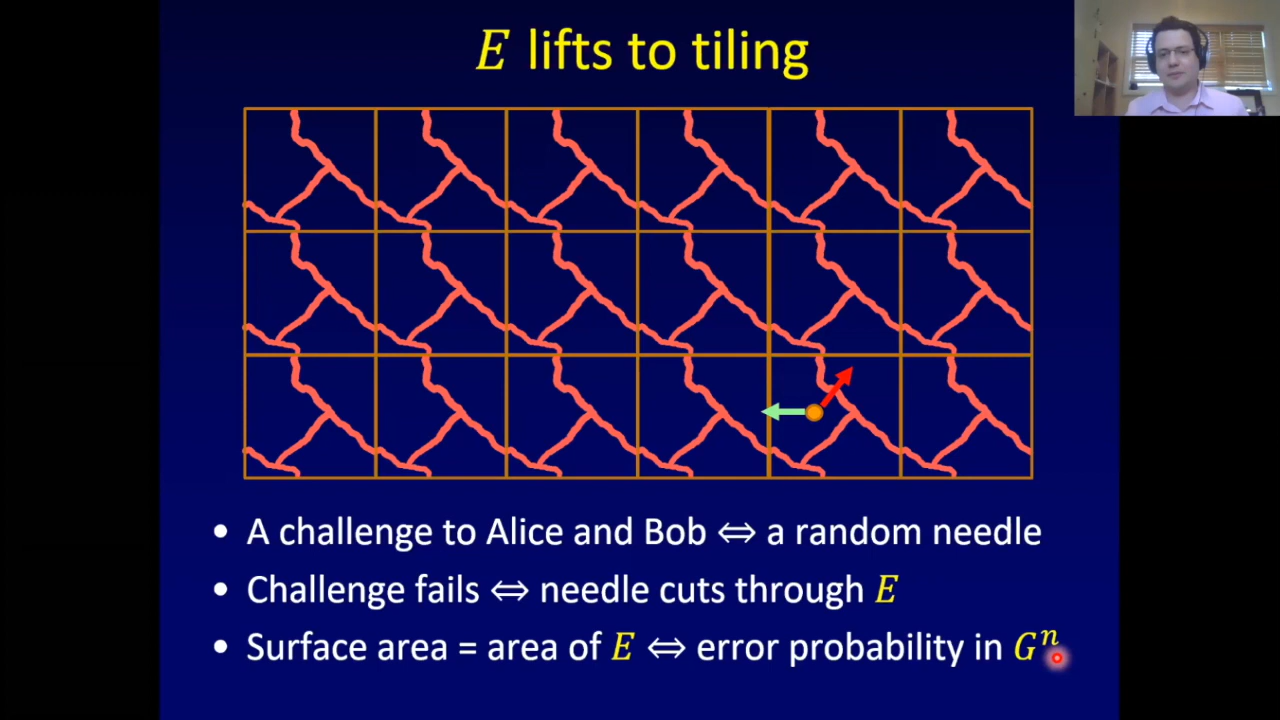 E lifts to tiling
• A challenge to Alice and Bob ⇔ a random needle
• Challenge fails ⇔ needle cuts through E
• Surface area = area of E ⇔ error probability in Gⁿ